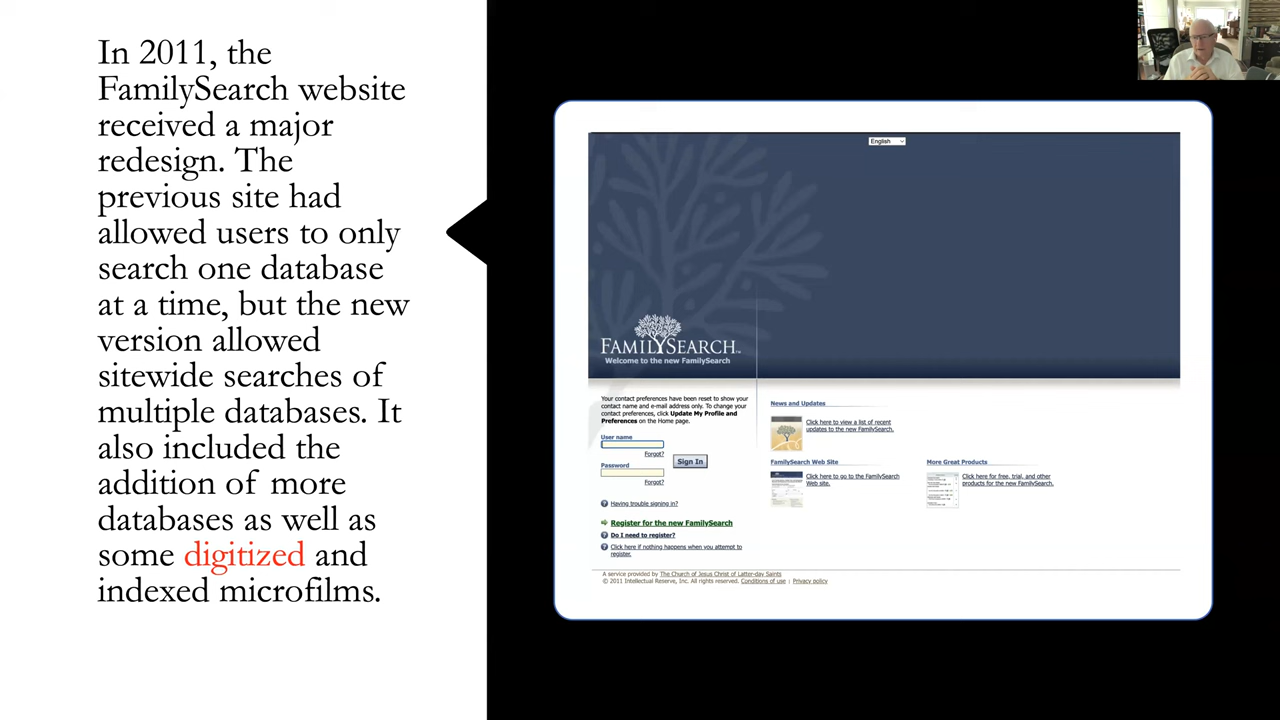 In 2011, the
FamilySearch website
received a major
redesign. The
previous site had
allowed users to only
search one database
at a time, but the new
version allowed
sitewide searches of
multiple databases. It
also included the
addition of more
databases as well as
some digitized and
indexed microfilms.
English
FAMILYSEARCH™
Welcome to the new FamilySearch
Your contact preferences have been reset to show your
contact name and e-mail address only. To change your
contact preferences, click Update My Profile and
Preferences on the Home page.
User name
Forgot?
Password
Forgot?
Sign In
Having trouble signing in?
Register for the new FamilySearch
Do I need to register?
Click here if nothing happens when you attempt to
register.
News and Updates
Click here to view a list of recent
updates to the new FamilySearch.
FamilySearch Web Site
Click here to go to the FamilySearch
Web site.
More Great Products
Click here for free, trial, and other
products for the new FamilySearch.
A service provided by The Church of Jesus Christ of Latter-day Saints
© 2011 Intellectual Reserve, Inc. All rights reserved. Conditions of use | Privacy policy